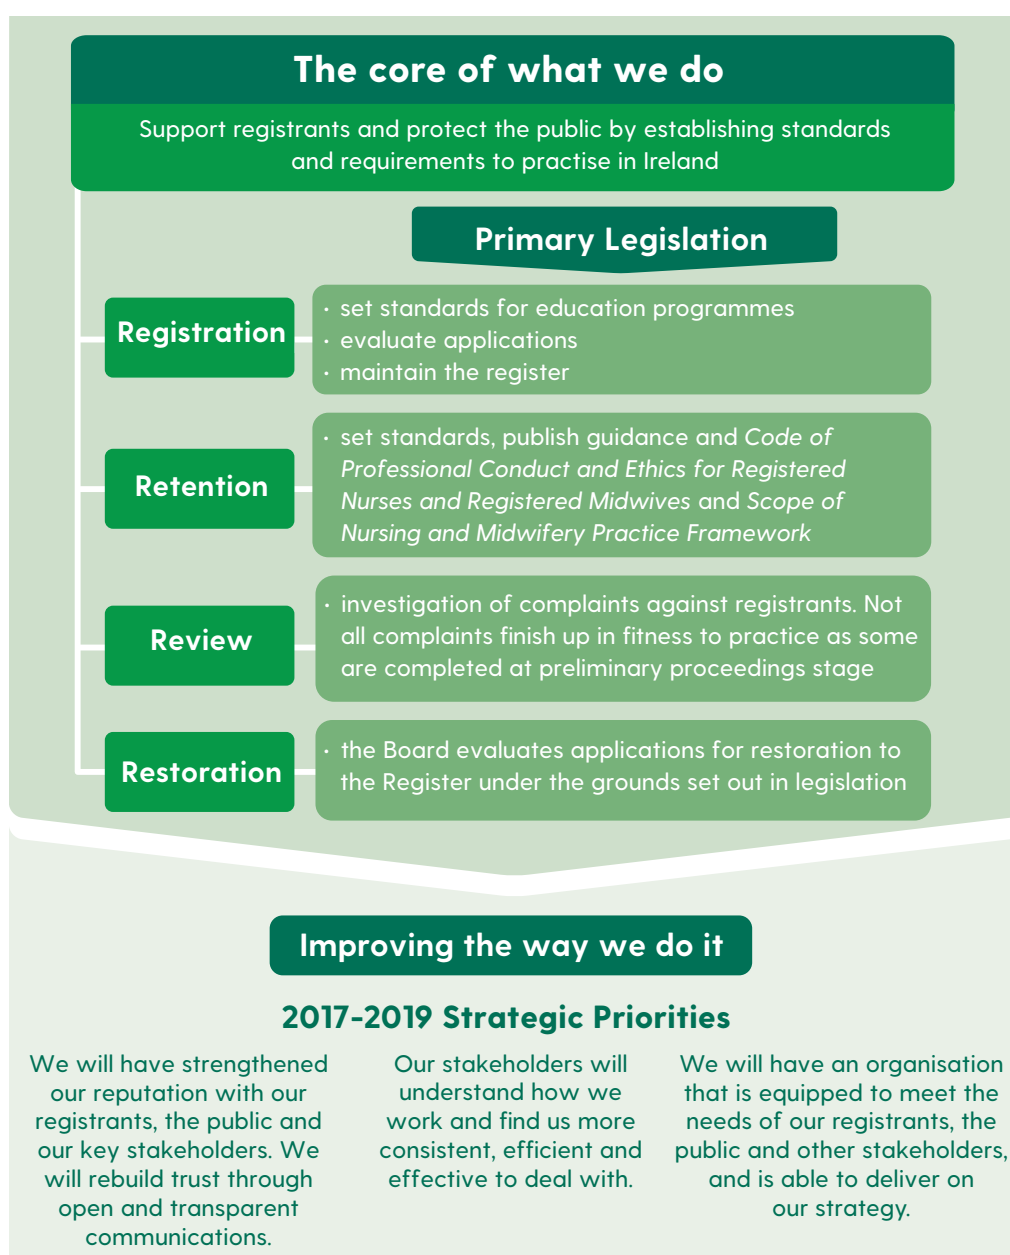 The core of what we do
Support registrants and protect the public by establishing standards
and requirements to practise in Ireland
Primary Legislation
Registration
· set standards for education programmes
· evaluate applications
· maintain the register
Retention
· set standards, publish guidance and Code of
Professional Conduct and Ethics for Registered
Nurses and Registered Midwives and Scope of
Nursing and Midwifery Practice Framework
Review
· investigation of complaints against registrants. Not
all complaints finish up in fitness to practice as some
are completed at preliminary proceedings stage
Restoration
· the Board evaluates applications for restoration to
the Register under the grounds set out in legislation
Improving the way we do it
2017-2019 Strategic Priorities
We will have strengthened
our reputation with our
registrants, the public and
our key stakeholders. We
will rebuild trust through
open and transparent
communications.
Our stakeholders will
understand how we
work and find us more
consistent, efficient and
effective to deal with.
We will have an organisation
that is equipped to meet the
needs of our registrants, the
public and other stakeholders,
and is able to deliver on
our strategy.